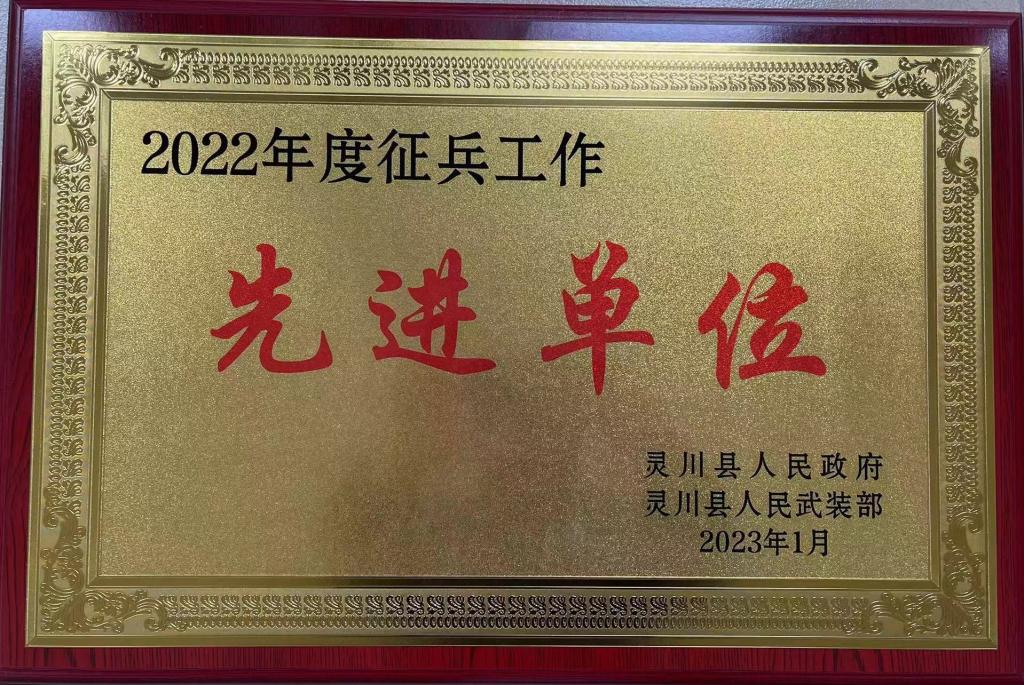 2022年度征兵工作
先进单位
灵川县人民政府
灵川县人民武装部
2023年1月